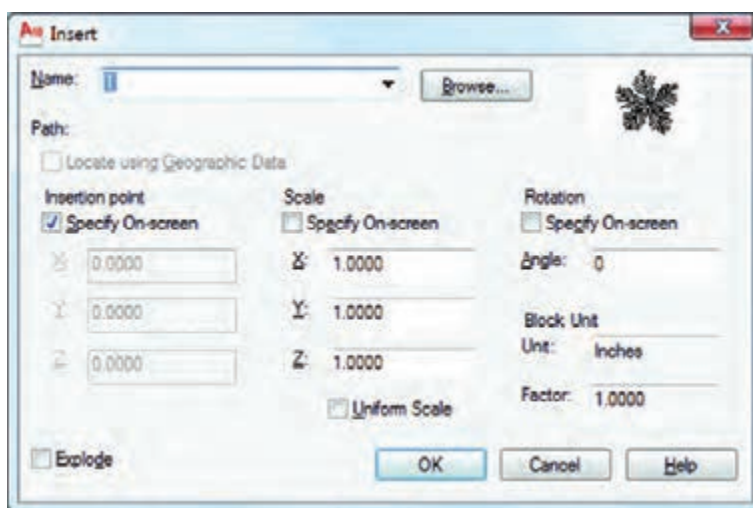 Insert
Name: Browse...
Path:
Locate using Geographic Data
Insertion point Scale Rotation
Specify On-screen Specify On-screen Specify On-screen
X: 0.0000 X: 1.0000 Angle: 0
Y: 0.0000 Y: 1.0000 Block Unit
Unit: Inches
Z: 0.0000 Z: 1.0000
Factor: 1.0000
Uniform Scale
Explode OK Cancel Help